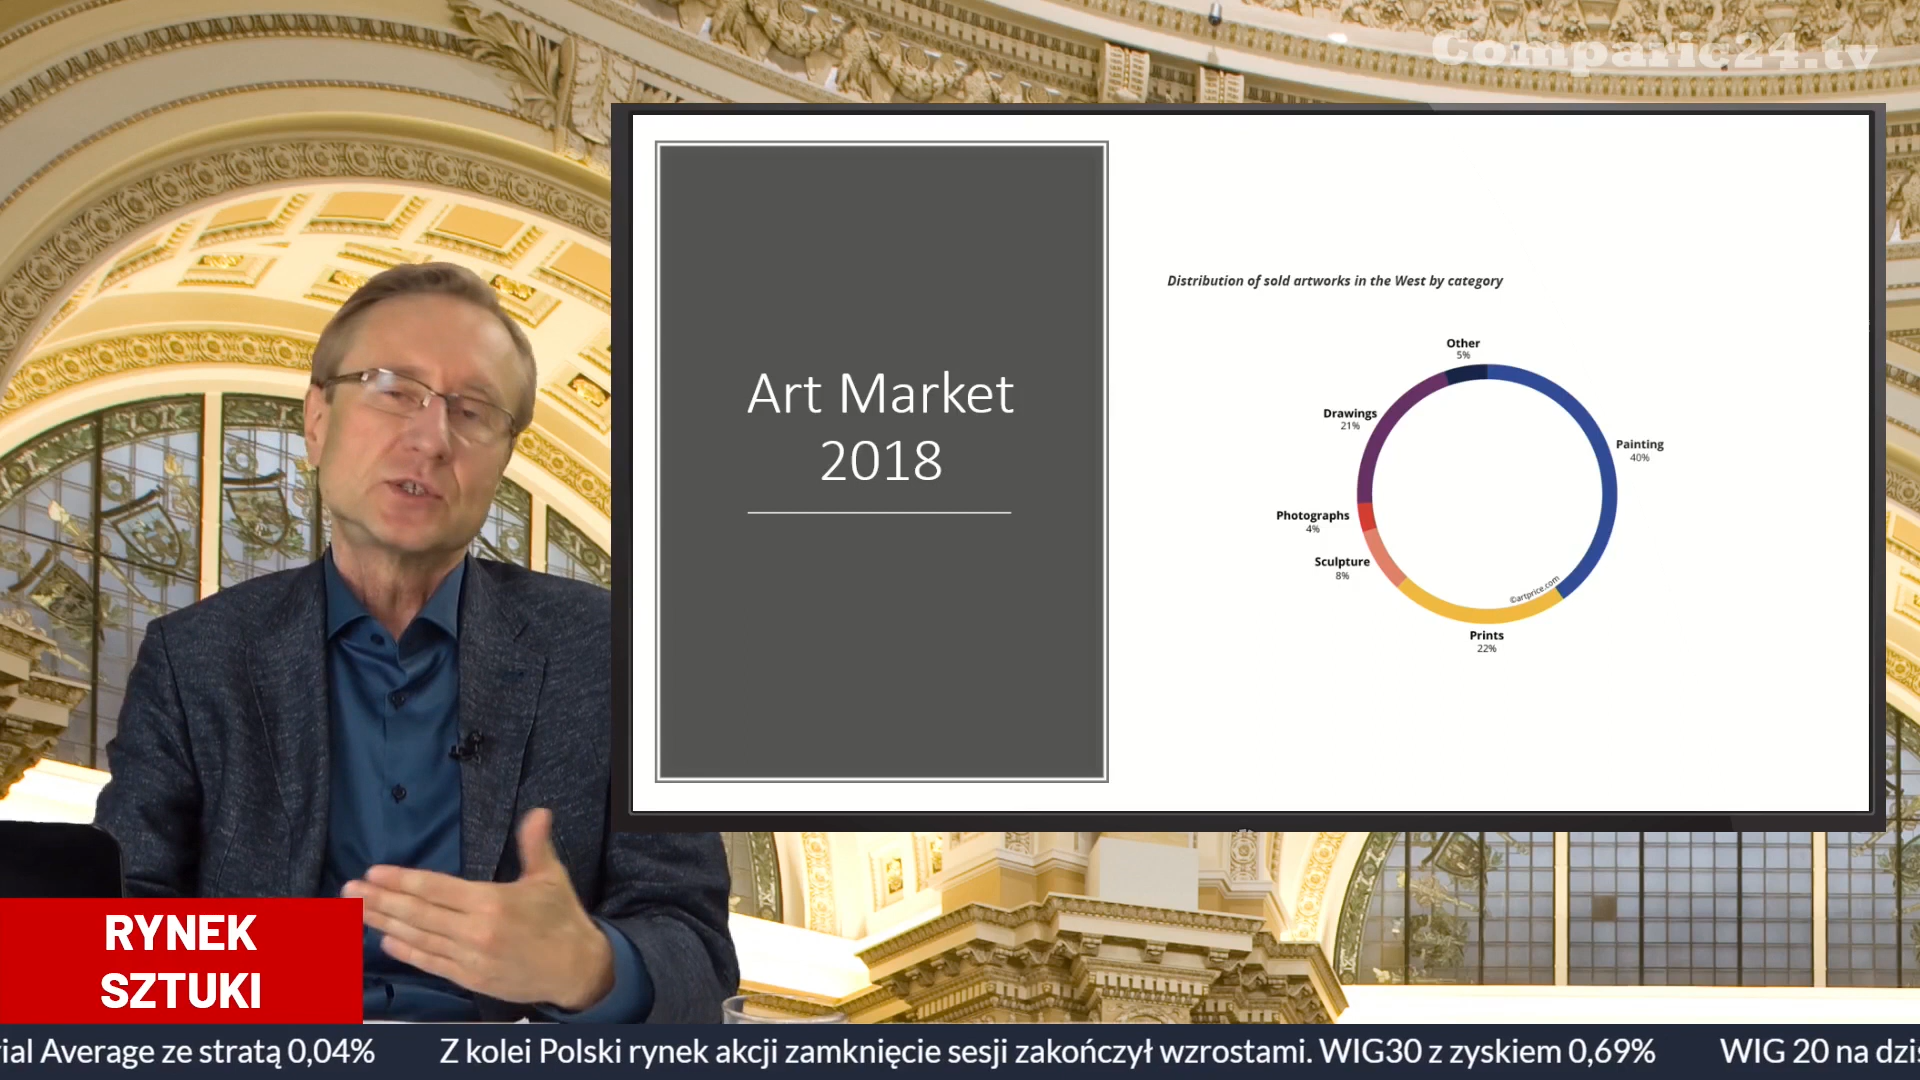 Comparic24.tv
Art Market
2018
Distribution of sold artworks in the West by category
Other
5%
Drawings
21%
Painting
40%
Photographs
4%
Sculpture
8%
©artprice.com
Prints
22%
RYNEK
SZTUKI
ial Average ze stratą 0,04% Z kolei Polski rynek akcji zamknięcie sesji zakończył wzrostami. WIG30 z zyskiem 0,69% WIG 20 na dzis